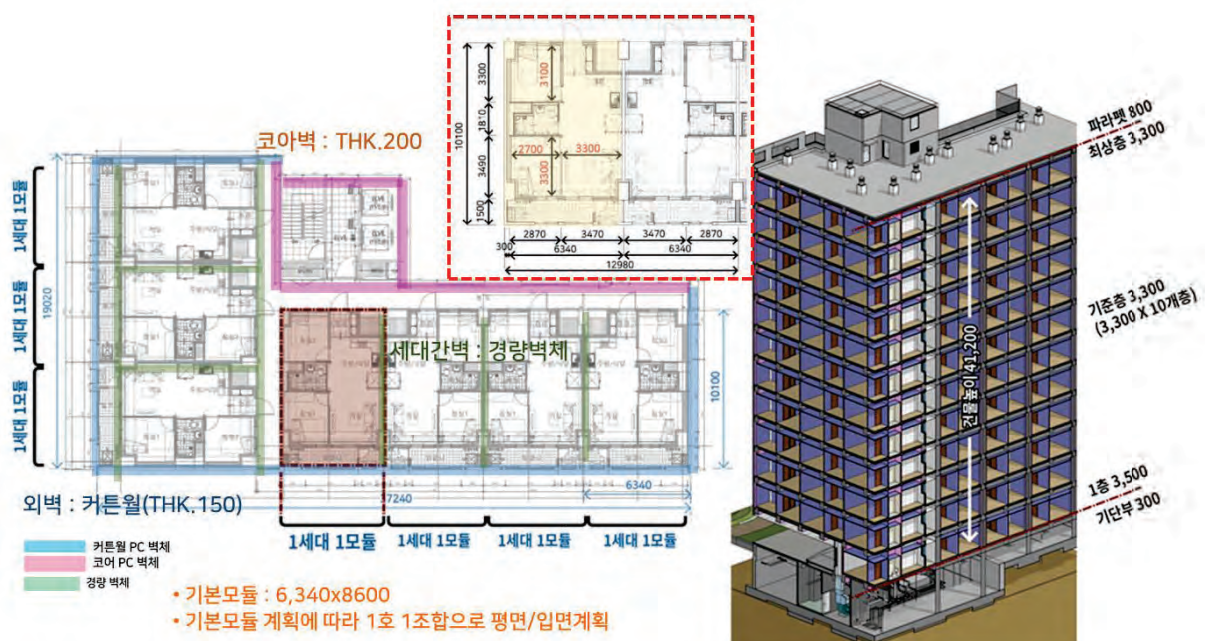 코아벽 : THK.200
3300
1810
3490
1500
10100
3100
2700
3300
3300
2870
3470
3470
2870
300
6340
6340
12980
1세대 1모듈
1세대 1모듈
1세대 1모듈
19020
세대간벽 : 경량벽체
10100
6340
7240
외벽 : 커튼월(THK.150)
1세대 1모듈
1세대 1모듈
1세대 1모듈
1세대 1모듈
커튼월 PC 벽체
코어 PC 벽체
경량 벽체
• 기본모듈 : 6,340x8600
• 기본모듈 계획에 따라 1호 1조합으로 평면/입면계획
파라펫 800
최상층 3,300
기준층 3,300
(3,300 X 10개층)
건물높이 41,200
1층 3,500
기단부 300